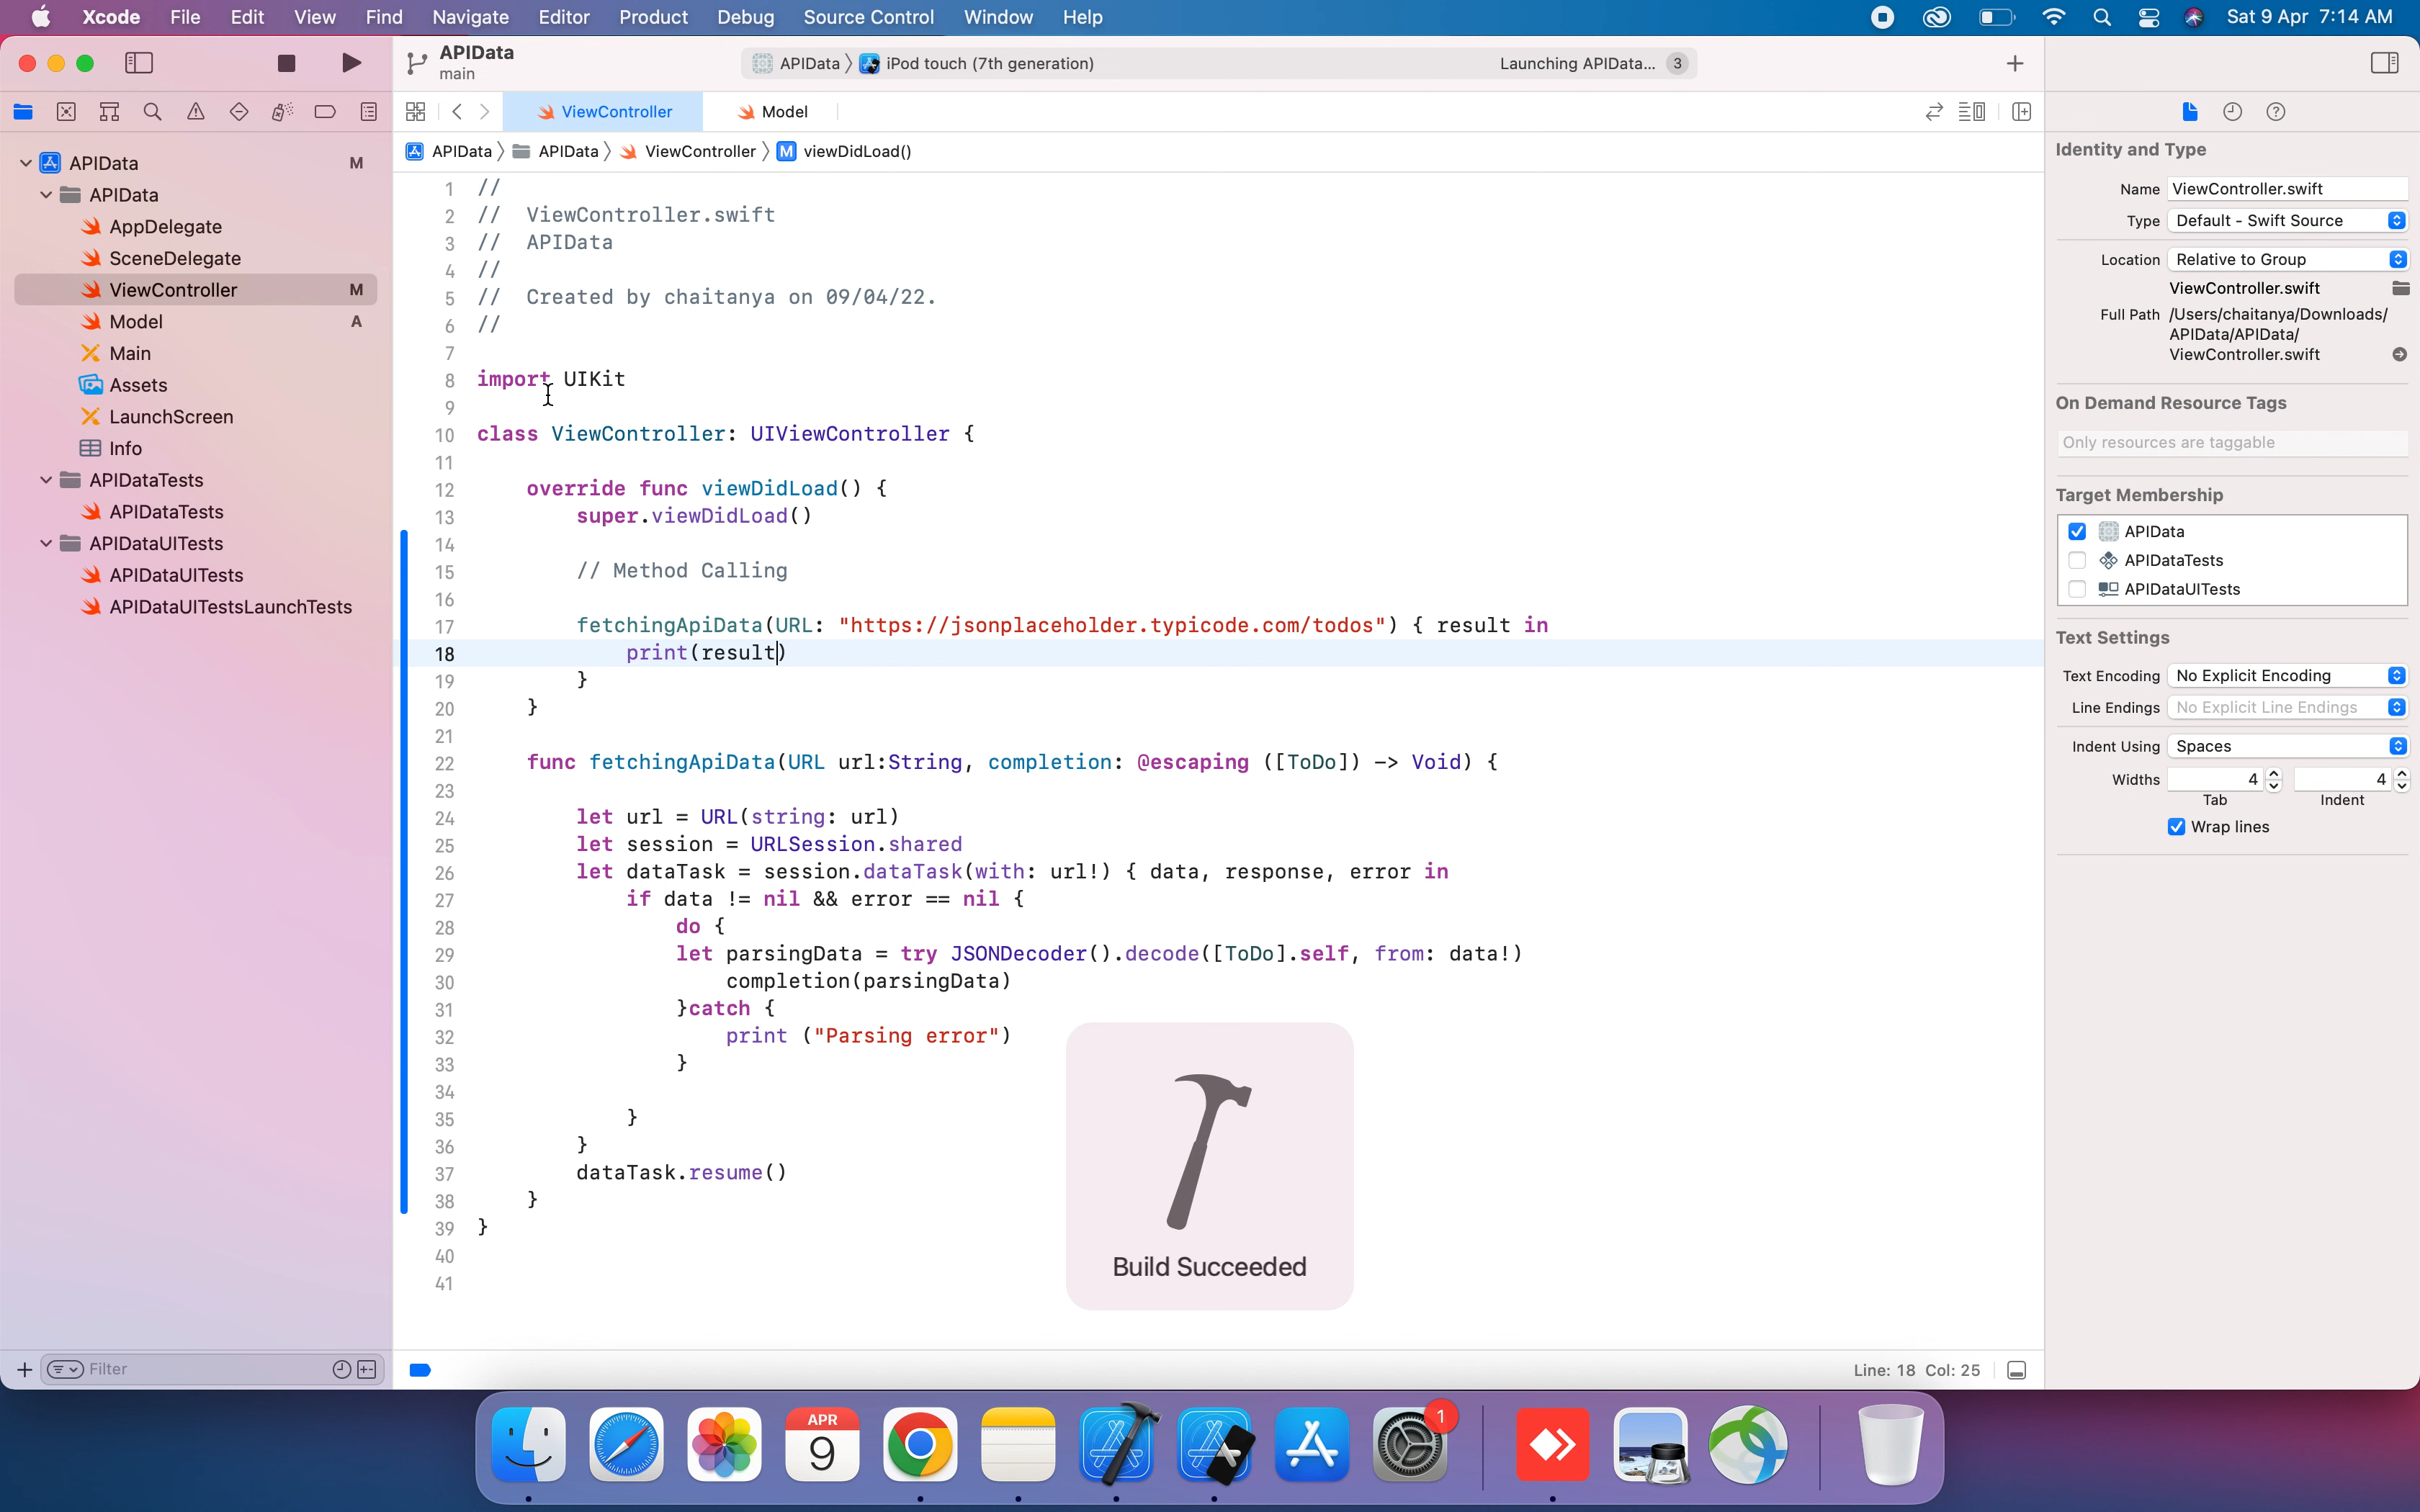 Xcode File Edit View Find Navigate Editor Product Debug Source Control Window Help
1
Sat 9 Apr 7:14 AM
APIData
main
APIData
iPod touch (7th generation)
Launching APIData... 3
ViewController
Model
APIData
APIData
ViewController
M viewDidLoad()
APIData M
APIData
AppDelegate
SceneDelegate
ViewController M
Model A
Main
Assets
LaunchScreen
Info
APIDataTests
APIDataTests
APIDataUITests
APIDataUITests
APIDataUITestsLaunchTests
Filter
1 //
2 //  ViewController.swift
3 //  APIData
4 //
5 //  Created by chaitanya on 09/04/22.
6 //
7
8 import UIKit
9
10 class ViewController: UIViewController {
11
12     override func viewDidLoad() {
13         super.viewDidLoad()
14
15         // Method Calling
16
17         fetchingApiData(URL: "https://jsonplaceholder.typicode.com/todos") { result in
18             print(result)
19         }
20     }
21
22     func fetchingApiData(URL url:String, completion: @escaping ([ToDo]) -> Void) {
23
24         let url = URL(string: url)
25         let session = URLSession.shared
26         let dataTask = session.dataTask(with: url!) { data, response, error in
27             if data != nil && error == nil {
28                 do {
29                 let parsingData = try JSONDecoder().decode([ToDo].self, from: data!)
30                     completion(parsingData)
31                 }catch {
32                     print ("Parsing error")
33                 }
34
35             }
36         }
37         dataTask.resume()
38     }
39 }
40
41
Build Succeeded
Line: 18 Col: 25
Identity and Type
Name ViewController.swift
Type Default - Swift Source
Location Relative to Group
ViewController.swift
Full Path /Users/chaitanya/Downloads/
APIData/APIData/
ViewController.swift
On Demand Resource Tags
Only resources are taggable
Target Membership
APIData
APIDataTests
APIDataUITests
Text Settings
Text Encoding No Explicit Encoding
Line Endings No Explicit Line Endings
Indent Using Spaces
Widths 4 4
Tab Indent
Wrap lines
APR
9
1